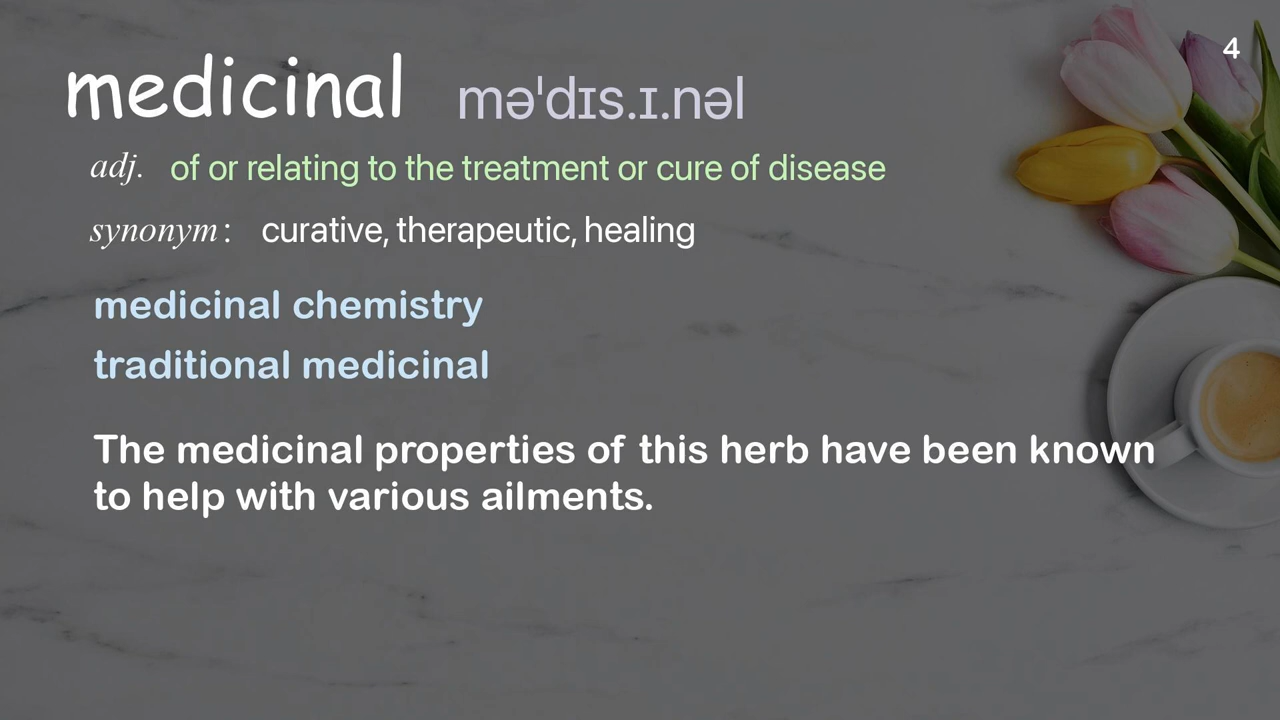 4
medicinal məˈdɪs.ɪ.nəl
adj. of or relating to the treatment or cure of disease
synonym: curative, therapeutic, healing
medicinal chemistry
traditional medicinal
The medicinal properties of this herb have been known
to help with various ailments.